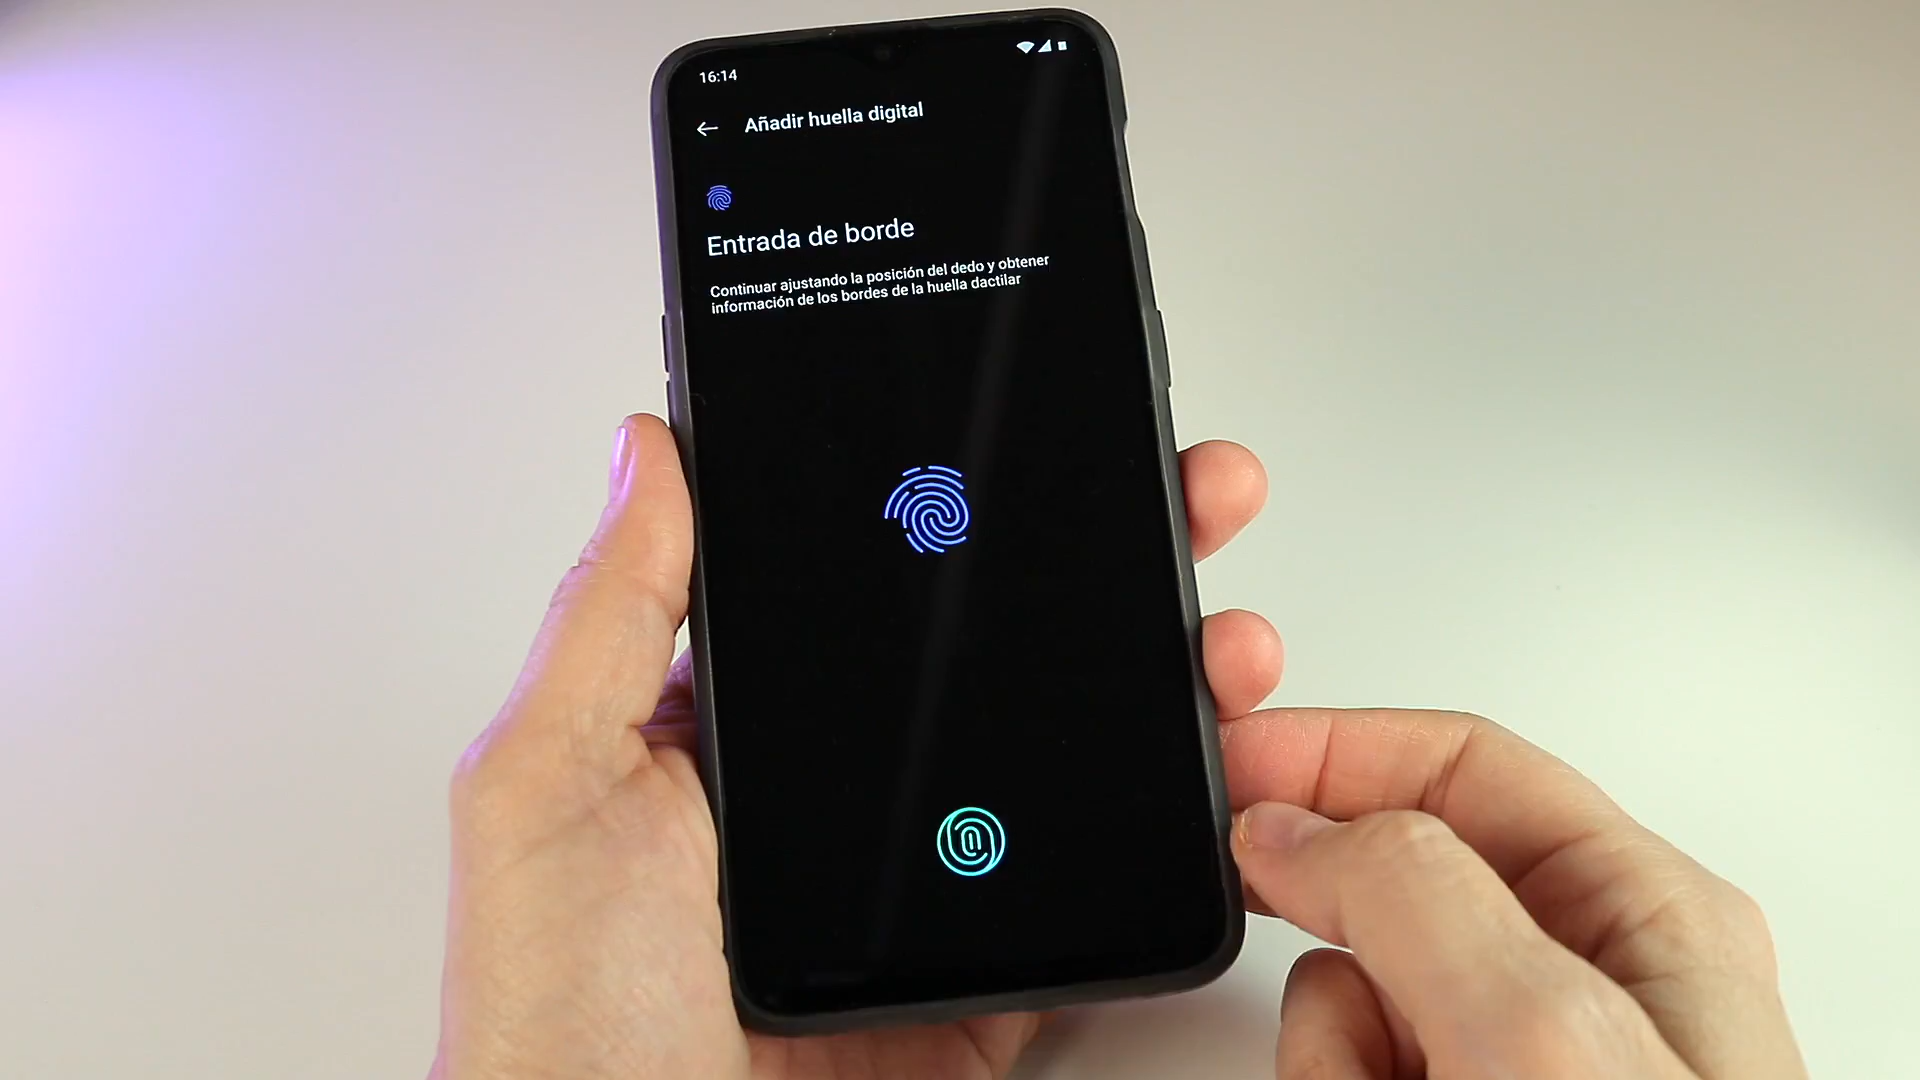 16:14
Añadir huella digital
Entrada de borde
Continuar ajustando la posición del dedo y obtener
información de los bordes de la huella dactilar